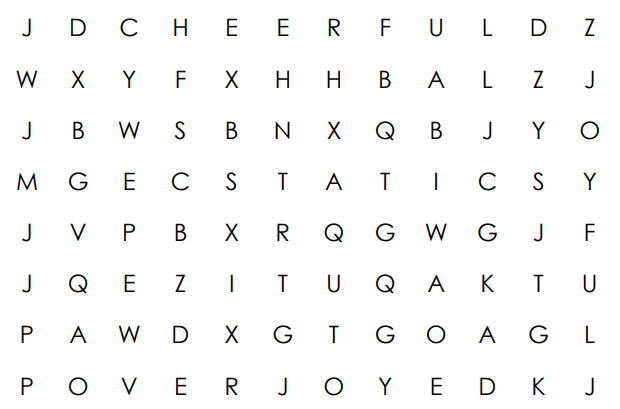 J D C H E E R F U L D Z
W X Y F X H H B A L Z J
J B W S B N X Q B J Y O
M G E C S T A T I C S Y
J V P B X R Q G W G J F
J Q E Z I T U Q A K T U
P A W D X G T G O A G L
P O V E R J O Y E D K J